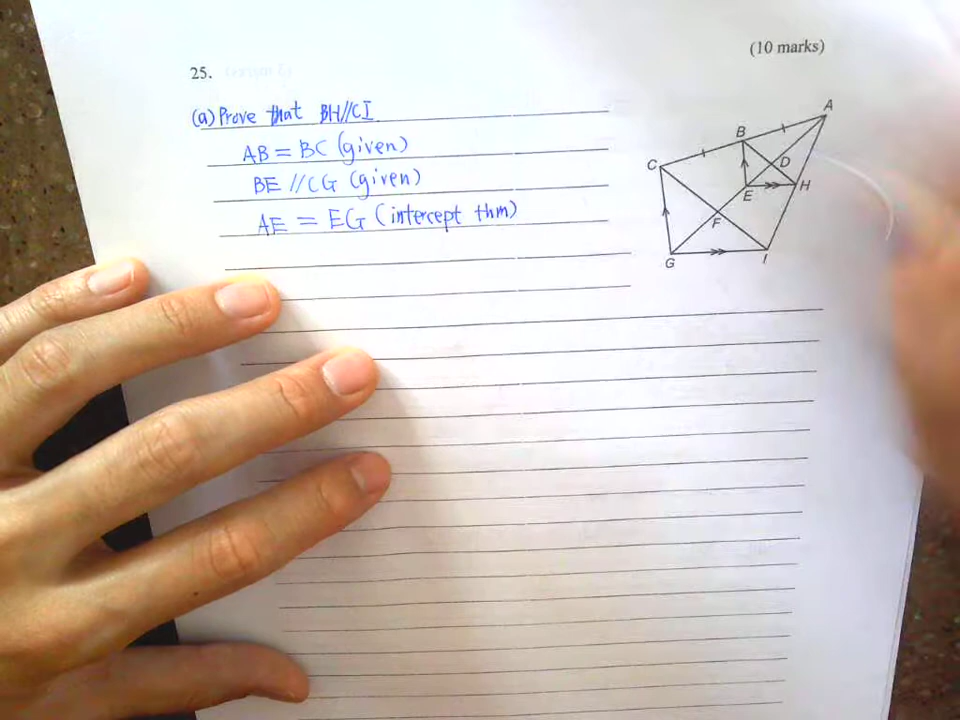 (10 marks)
25.
(a) Prove that BH//CI
AB = BC (given)
BE //CG (given)
AE = EG (intercept thm)
A
B
C
D
E
H
F
G
I